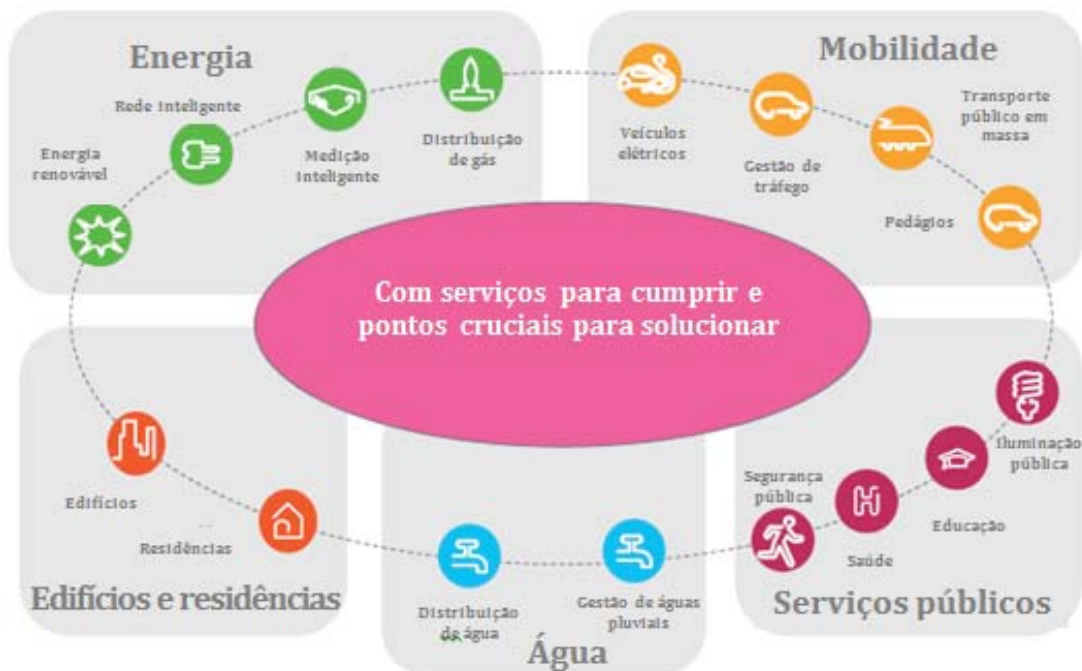 Energia
Rede Inteligente
Energia
renovável
Medição
Inteligente
Distribuição
de gás
Mobilidade
Veículos
elétricos
Gestão de
tráfego
Transporte
público em
massa
Pedágios
Com serviços para cumprir e
pontos cruciais para solucionar
Edifícios
Residências
Edifícios e residências
Distribuição
de água
Gestão de águas
pluviais
Água
Segurança
pública
Saúde
Educação
Iluminação
pública
Serviços públicos